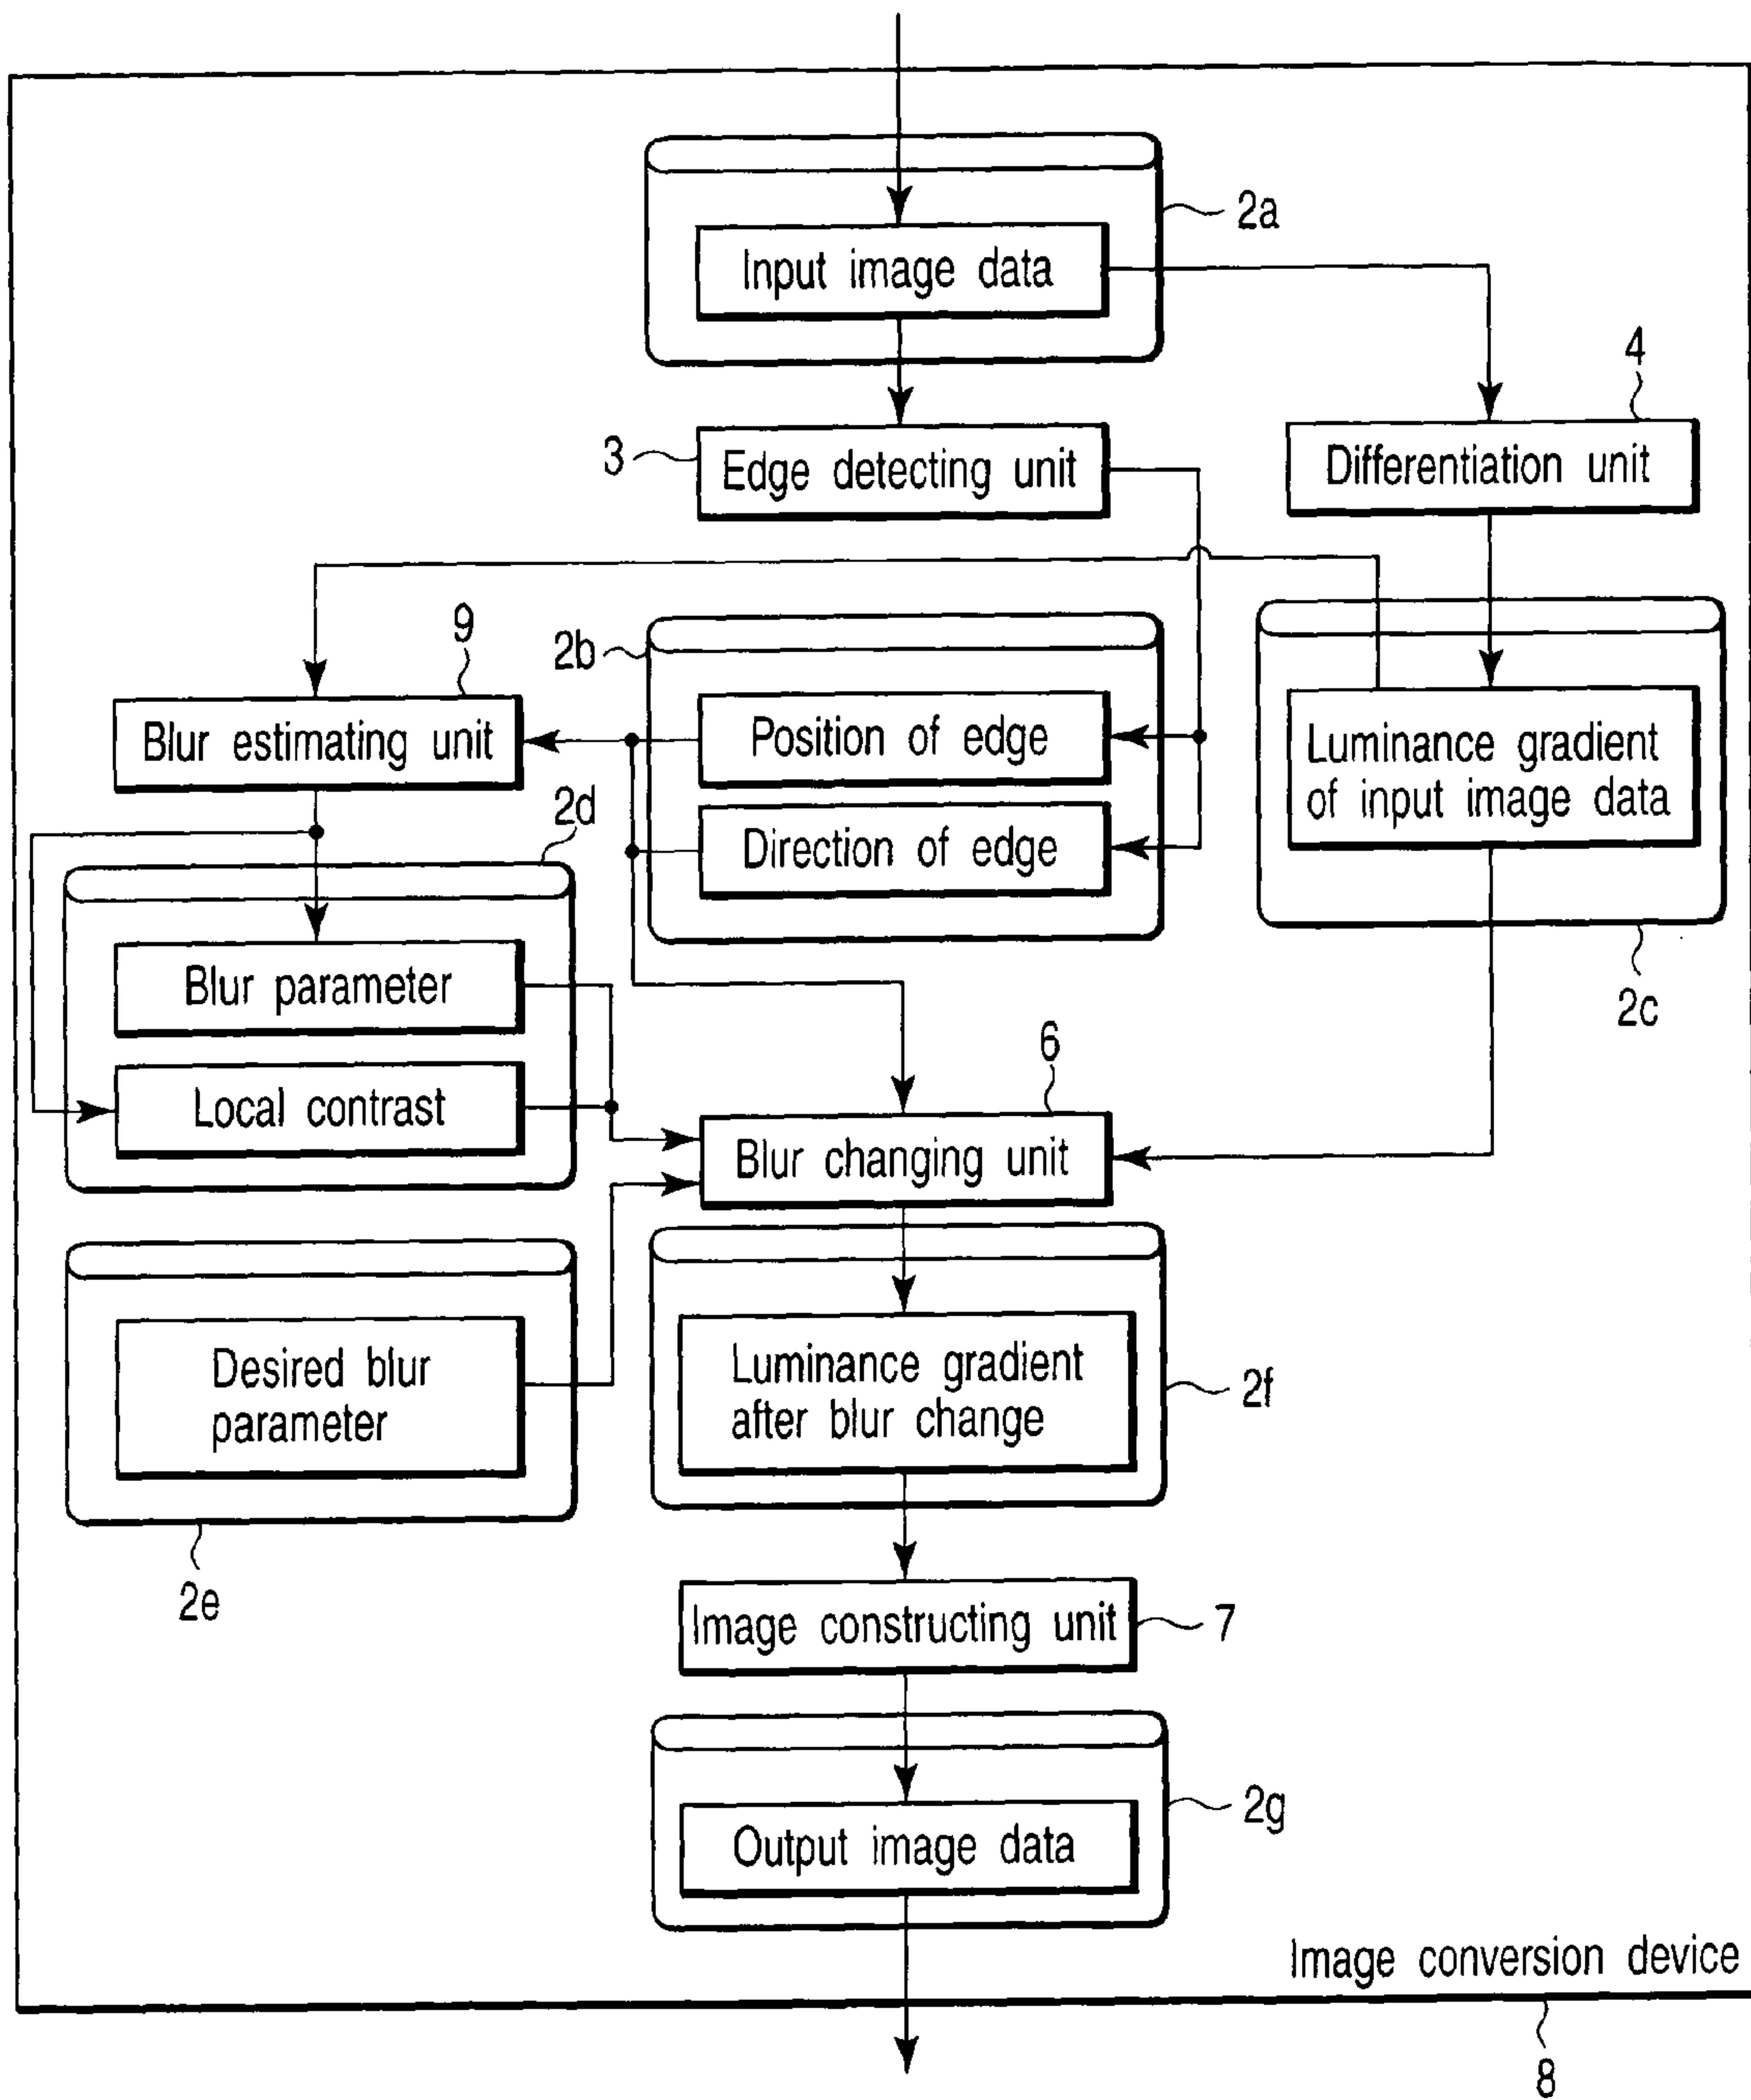 2a
Input image data
4
3
Edge detecting unit
Differentiation unit
9
2b
Blur estimating unit
Position of edge
Luminance gradient
of input image data
2d
Direction of edge
Blur parameter
2c
6
Local contrast
Blur changing unit
Desired blur
parameter
Luminance gradient
after blur change
2f
2e
Image constructing unit
7
2g
Output image data
Image conversion device
8